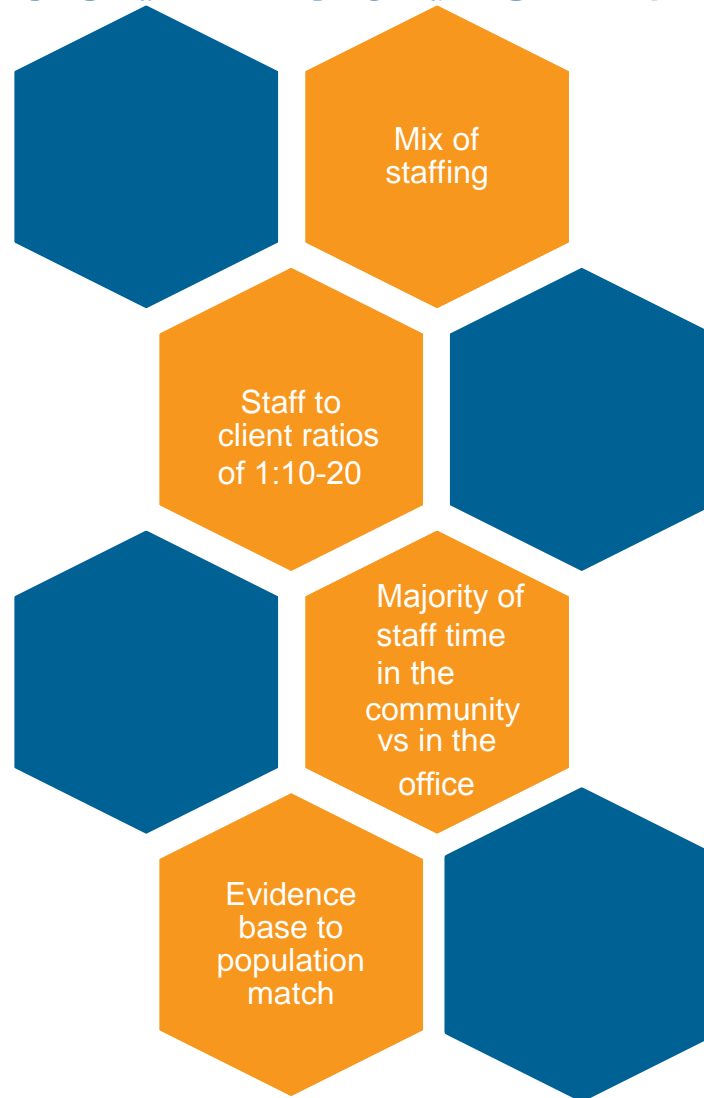 Mix of
staffing
Staff to
client ratios
of 1:10-20
Majority of
staff time
in the
community
vs in the
office
Evidence
base to
population
match